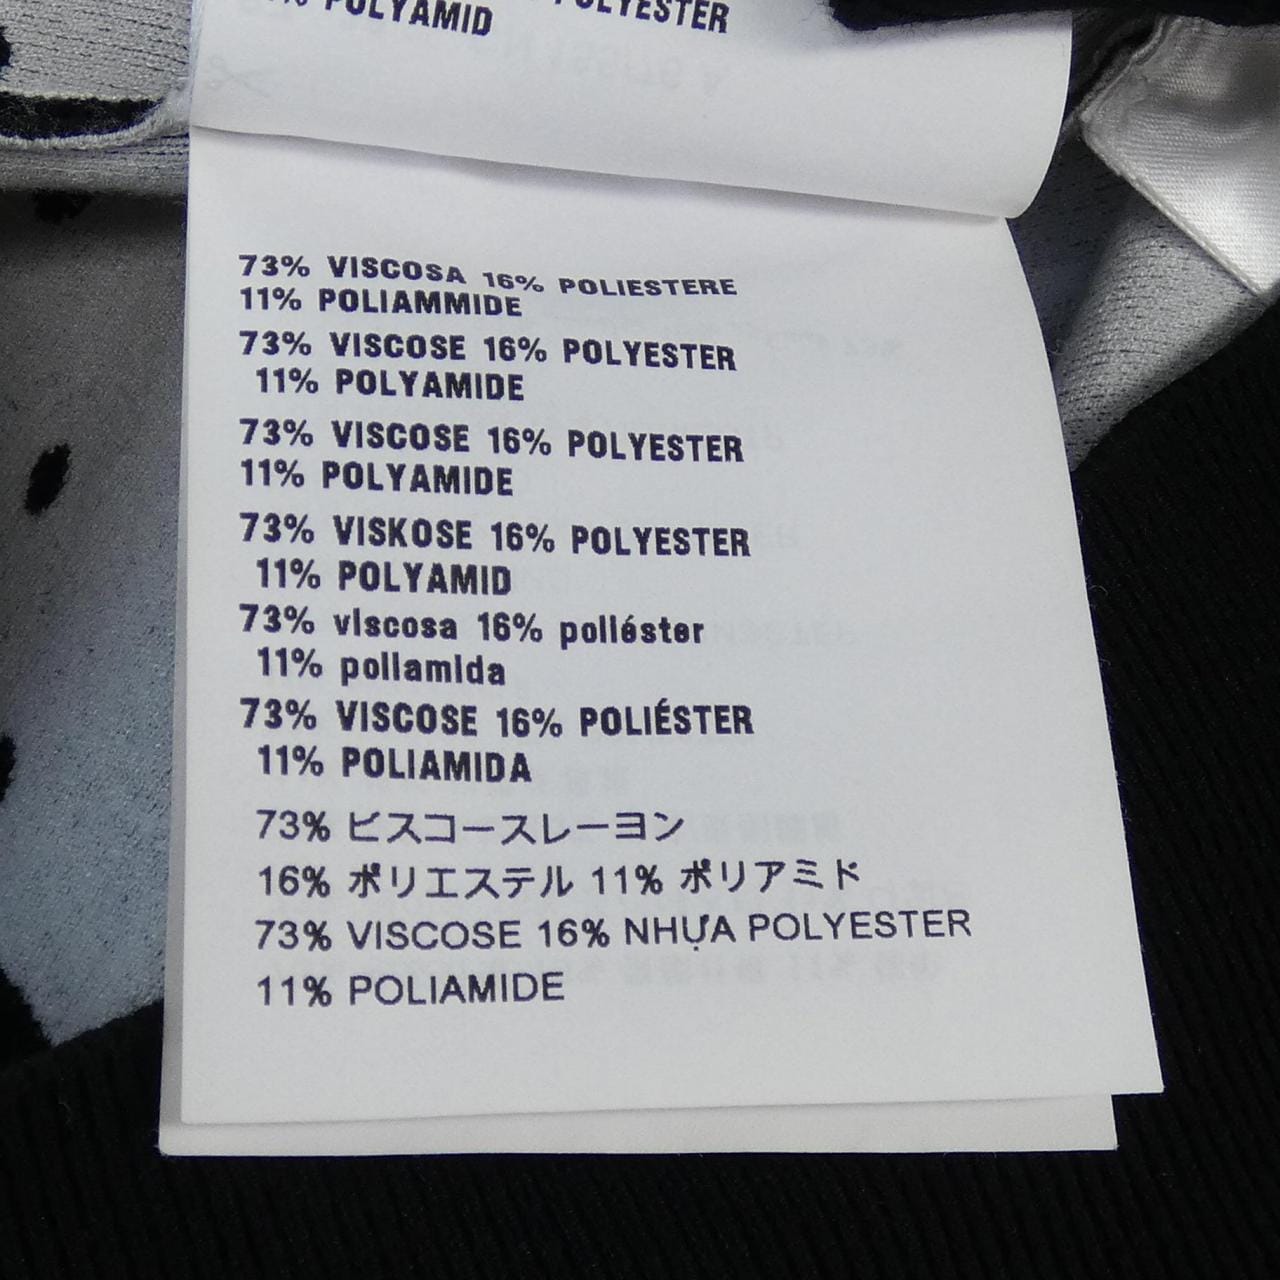 POLYAMID
POLYESTER
73% VISCOSA 16% POLIESTERE
11% POLIAMMIDE
73% VISCOSE 16% POLYESTER
11% POLYAMIDE
73% VISCOSE 16% POLYESTER
11% POLYAMIDE
73% VISKOSE 16% POLYESTER
11% POLYAMID
73% vIscosa 16% polIéster
11% polIamIda
73% VISCOSE 16% POLIÉSTER
11% POLIAMIDA
73% ビスコースレーヨン
16% ポリエステル 11% ポリアミド
73% VISCOSE 16% NHỰA POLYESTER
11% POLIAMIDE